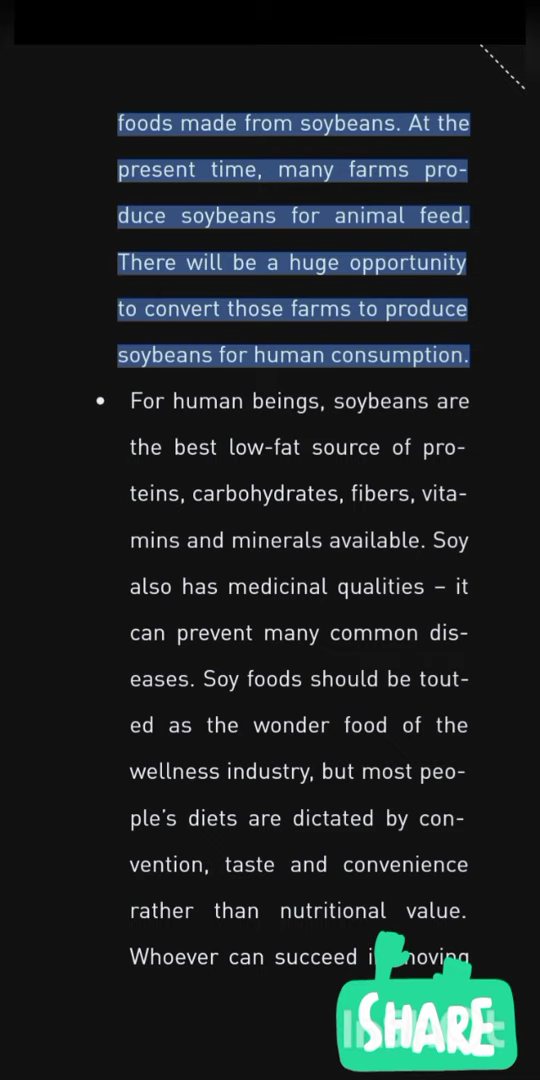 foods made from soybeans. At the
present time, many farms pro-
duce soybeans for animal feed.
There will be a huge opportunity
to convert those farms to produce
soybeans for human consumption.
• For human beings, soybeans are
the best low-fat source of pro-
teins, carbohydrates, fibers, vita-
mins and minerals available. Soy
also has medicinal qualities – it
can prevent many common dis-
eases. Soy foods should be tout-
ed as the wonder food of the
wellness industry, but most peo-
ple's diets are dictated by con-
vention, taste and convenience
rather than nutritional value.
Whoever can succeed
SHARE